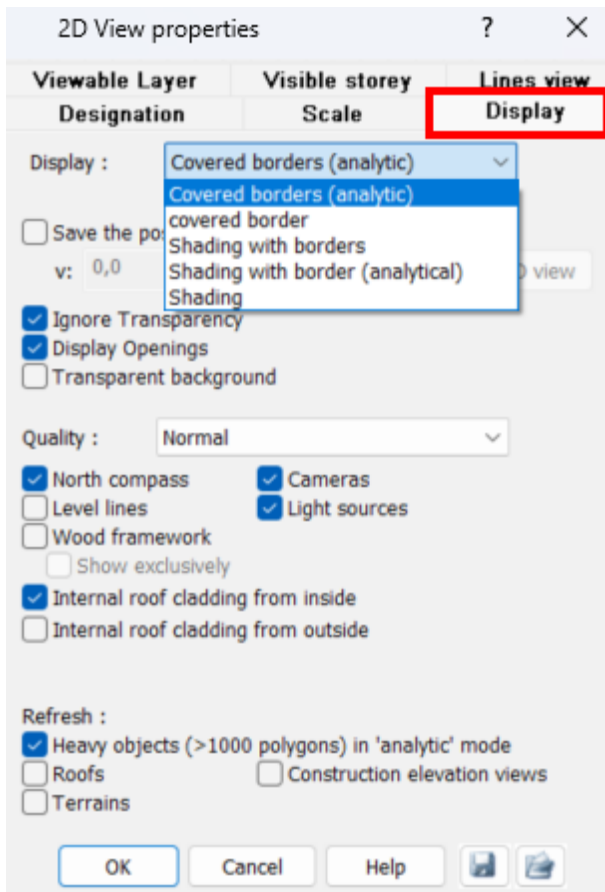 2D View properties ?
Viewable Layer Visible storey Lines view
Designation Scale Display
Display : Covered borders (analytic)
Covered borders (analytic)
covered border
Shading with borders
Shading with border (analytical)
Shading
Save the po
v: 0,0 view
Ignore Transparency
Display Openings
Transparent background
Quality : Normal
North compass Cameras
Level lines Light sources
Wood framework
Show exclusively
Internal roof cladding from inside
Internal roof cladding from outside
Refresh :
Heavy objects (>1000 polygons) in 'analytic' mode
Roofs Construction elevation views
Terrains
OK Cancel Help